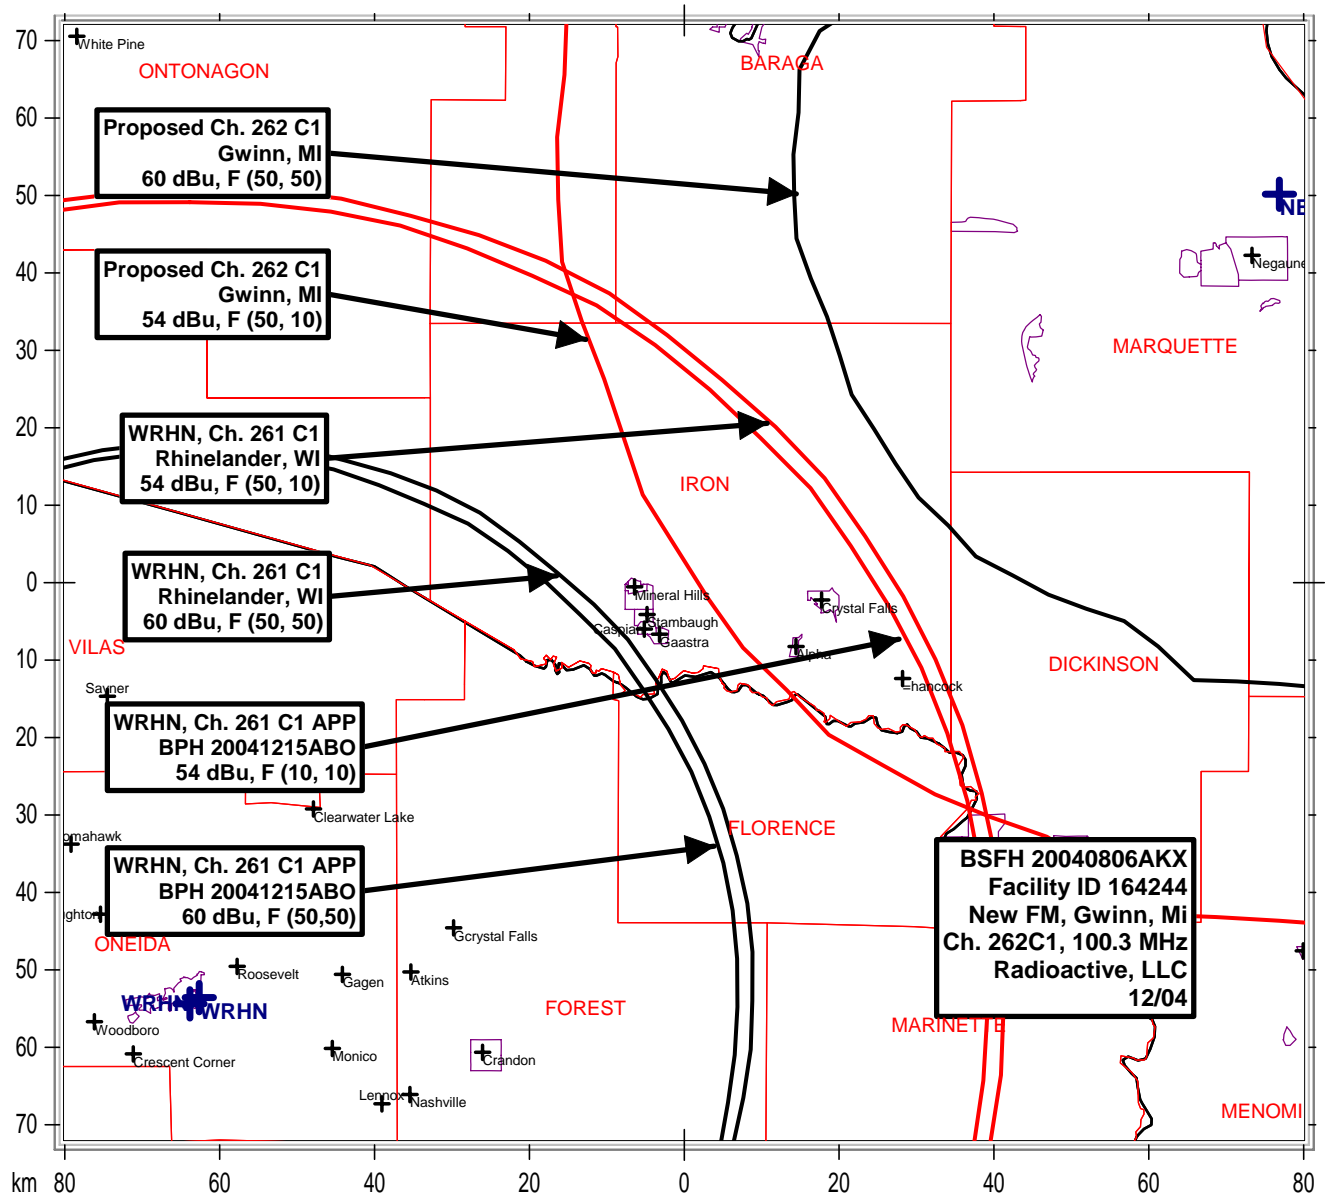 70
60
50
40
30
20
10
0
10
20
30
40
50
60
70
White Pine
ONTONAGON
BARAGA
Proposed Ch. 262 C1
Gwinn, MI
60 dBu, F (50, 50)
NE
Negaune
Proposed Ch. 262 C1
Gwinn, MI
54 dBu, F (50, 10)
MARQUETTE
WRHN, Ch. 261 C1
Rhinelander, WI
54 dBu, F (50, 10)
IRON
WRHN, Ch. 261 C1
Rhinelander, WI
60 dBu, F (50, 50)
Mineral Hills
Stambaugh
Caspian
Gaastra
Crystal Falls
Alpha
=hancock
VILAS
DICKINSON
Sayner
WRHN, Ch. 261 C1 APP
BPH 20041215ABO
54 dBu, F (10, 10)
Clearwater Lake
FLORENCE
omahawk
WRHN, Ch. 261 C1 APP
BPH 20041215ABO
60 dBu, F (50,50)
BSFH 20040806AKX
Facility ID 164244
New FM, Gwinn, Mi
Ch. 262C1, 100.3 MHz
Radioactive, LLC
12/04
ghton
ONEIDA
Gcrystal Falls
Roosevelt
Gagen
Atkins
WRHN
WRHN
FOREST
MARINETTE
Woodboro
Crescent Corner
Monico
Crandon
Lennox
Nashville
MENOMI
km
80
60
40
20
0
20
40
60
80